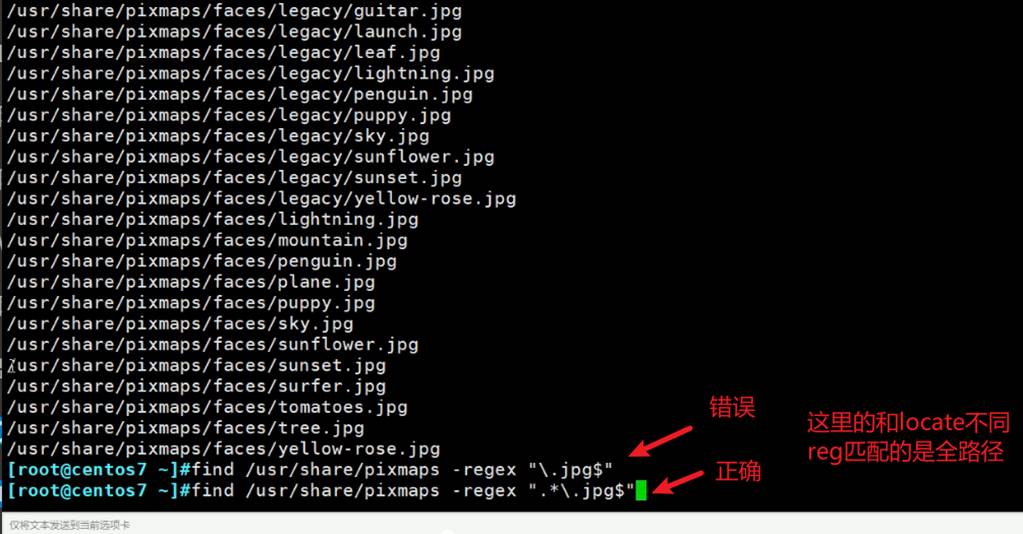 /usr/share/pixmaps/faces/legacy/guitar.jpg
/usr/share/pixmaps/faces/legacy/launch.jpg
/usr/share/pixmaps/faces/legacy/leaf.jpg
/usr/share/pixmaps/faces/legacy/lightning.jpg
/usr/share/pixmaps/faces/legacy/penguin.jpg
/usr/share/pixmaps/faces/legacy/puppy.jpg
/usr/share/pixmaps/faces/legacy/sky.jpg
/usr/share/pixmaps/faces/legacy/sunflower.jpg
/usr/share/pixmaps/faces/legacy/sunset.jpg
/usr/share/pixmaps/faces/legacy/yellow-rose.jpg
/usr/share/pixmaps/faces/lightning.jpg
/usr/share/pixmaps/faces/mountain.jpg
/usr/share/pixmaps/faces/penguin.jpg
/usr/share/pixmaps/faces/plane.jpg
/usr/share/pixmaps/faces/puppy.jpg
/usr/share/pixmaps/faces/sky.jpg
/usr/share/pixmaps/faces/sunflower.jpg
/usr/share/pixmaps/faces/sunset.jpg
/usr/share/pixmaps/faces/surfer.jpg
/usr/share/pixmaps/faces/tomatoes.jpg
/usr/share/pixmaps/faces/tree.jpg
/usr/share/pixmaps/faces/yellow-rose.jpg
错误
这里的和locate不同
reg匹配的是全路径
[root@centos7 ~]#find /usr/share/pixmaps -regex "\.jpg$"
正确
[root@centos7 ~]#find /usr/share/pixmaps -regex ".*\.jpg$"
仅将文本发送到当前选项卡